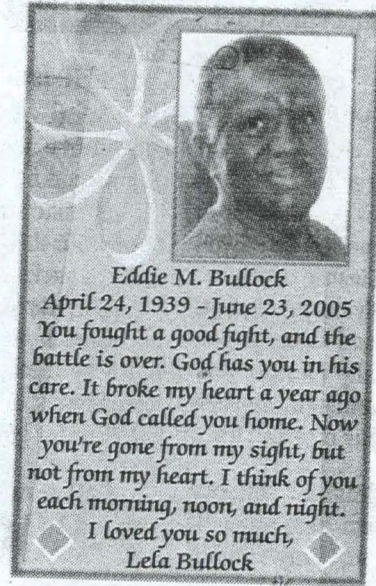 Eddie M. Bullock
April 24, 1939 - June 23, 2005
You fought a good fight, and the
battle is over. God has you in his
care. It broke my heart a year ago
when God called you home. Now
you're gone from my sight, but
not from my heart. I think of you
each morning, noon, and night.
I loved you so much,
Lela Bullock